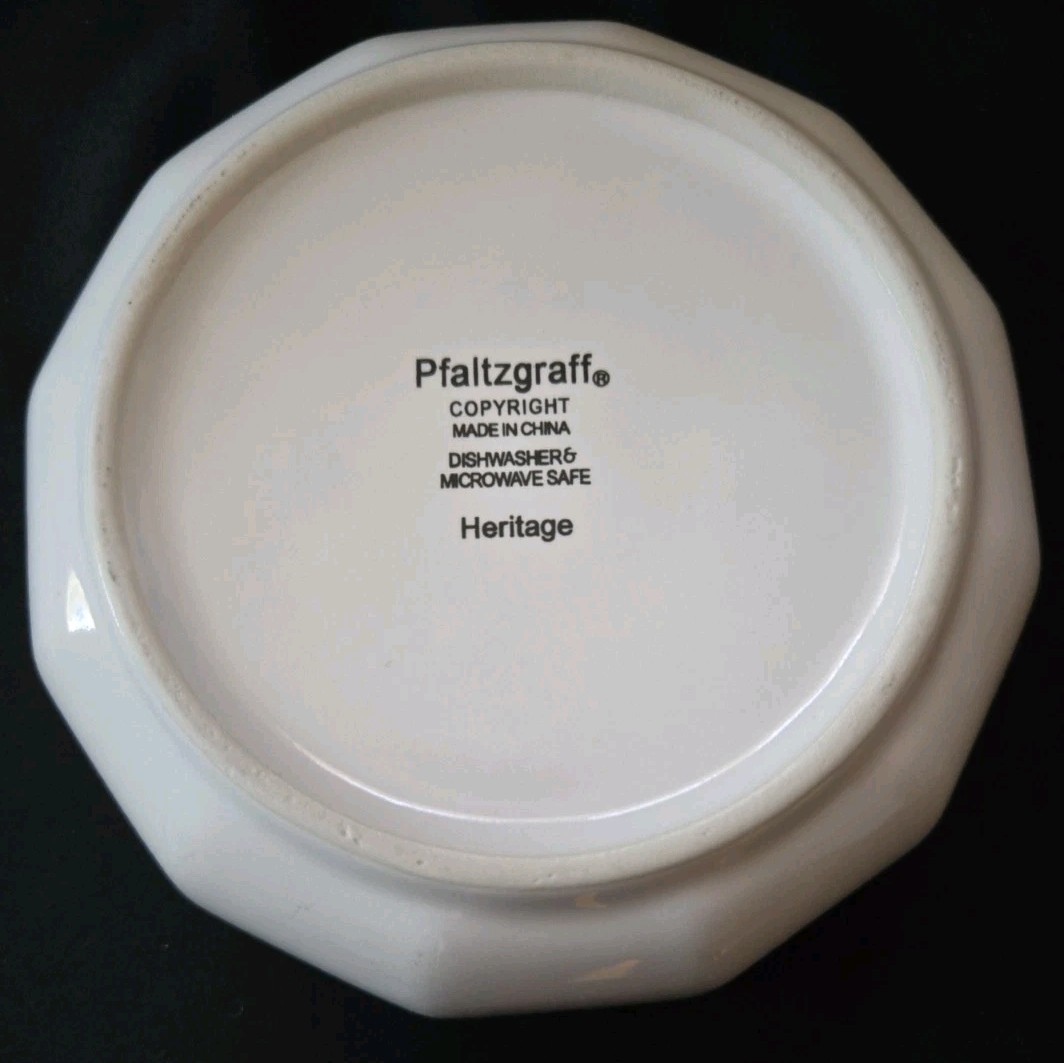 Pfaltzgraff®
COPYRIGHT
MADE IN CHINA
DISHWASHER&
MICROWAVE SAFE
Heritage